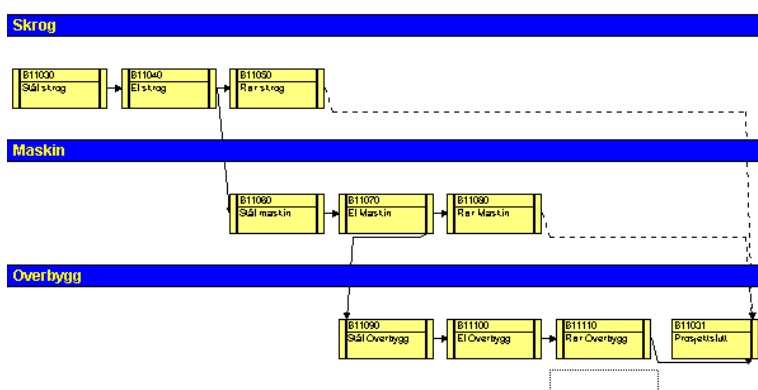 Skrog
B11030
Stål skrog
B11040
El skrog
B11050
Rør skrog
Maskin
B11060
Stål maskin
B11070
El Maskin
B11080
Rør Maskin
Overbygg
B11090
Stål Overbygg
B11100
El Overbygg
B11110
Rør Overbygg
B11031
Prosjektslutt